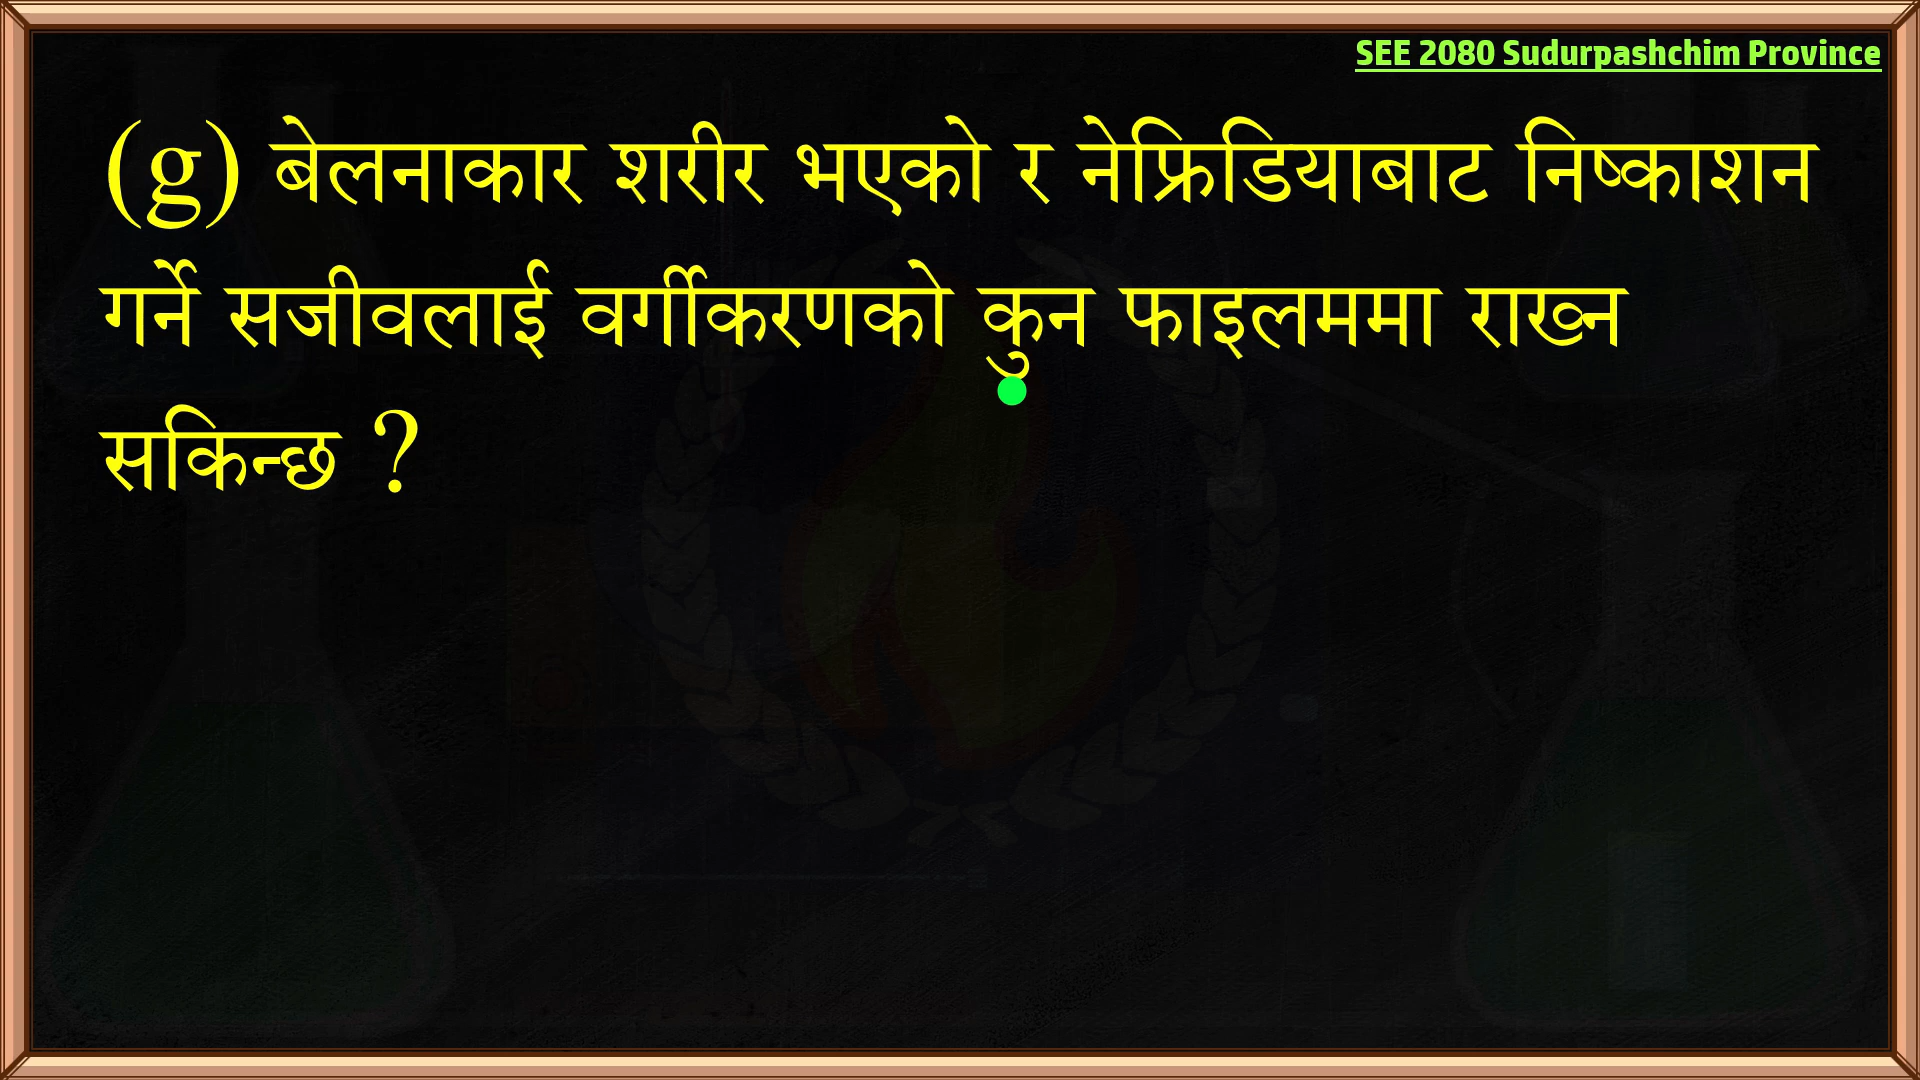 SEE 2080 Sudurpashchim Province
(g) बेलनाकार शरीर भएको र नेफ्रिडियाबाट निष्काशन
गर्ने सजीवलाई वर्गीकरणको कुन फाइलममा राख्न
सकिन्छ ?